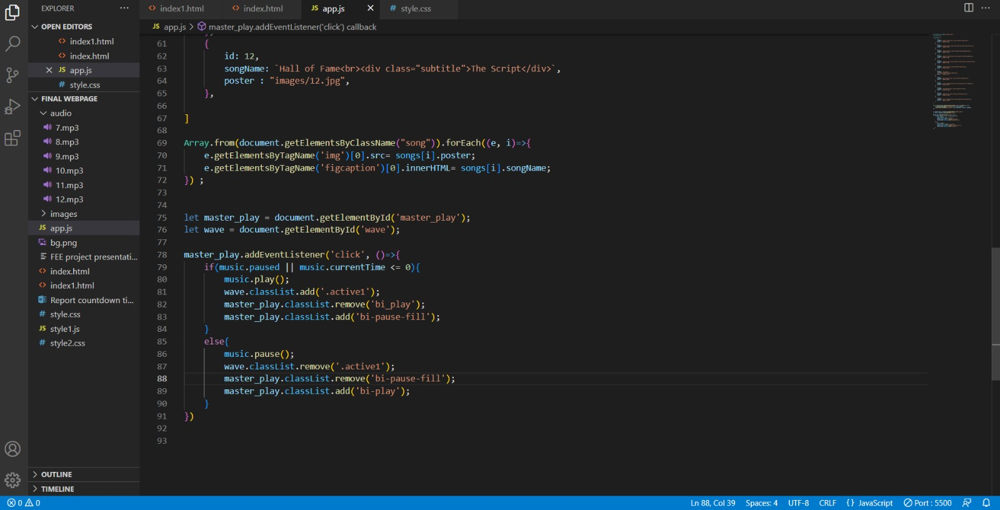 EXPLORER
OPEN EDITORS
index1.html
index.html
JS app.js
# style.css
FINAL WEBPAGE
audio
7.mp3
8.mp3
9.mp3
10.mp3
11.mp3
12.mp3
images
JS app.js
bg.png
FEE project presentati...
index.html
index1.html
Report countdown ti...
# style.css
JS style1.js
# style2.css
OUTLINE
TIMELINE
index1.html index.html JS app.js # style.css
JS app.js > master_play.addEventListener('click') callback
61 {
62 id: 12,
63 songName: `Hall of Fame<br><div class="subtitle">The Script</div>`,
64 poster : "images/12.jpg",
65 },
66
67 ]
68
69 Array.from(document.getElementsByClassName("song")).forEach((e, i)=>{
70 e.getElementsByTagName('img')[0].src= songs[i].poster;
71 e.getElementsByTagName('figcaption')[0].innerHTML= songs[i].songName;
72 }) ;
73
74
75 let master_play = document.getElementById('master_play');
76 let wave = document.getElementById('wave');
77
78 master_play.addEventListener('click', ()=>{
79 if(music.paused || music.currentTime <= 0){
80 music.play();
81 wave.classList.add('.active1');
82 master_play.classList.remove('bi_play');
83 master_play.classList.add('bi-pause-fill');
84 }
85 else{
86 music.pause();
87 wave.classList.remove('.active1');
88 master_play.classList.remove('bi-pause-fill');
89 master_play.classList.add('bi-play');
90 }
91 })
92
93
0 0 Ln 88, Col 39 Spaces: 4 UTF-8 CRLF {} JavaScript Port : 5500